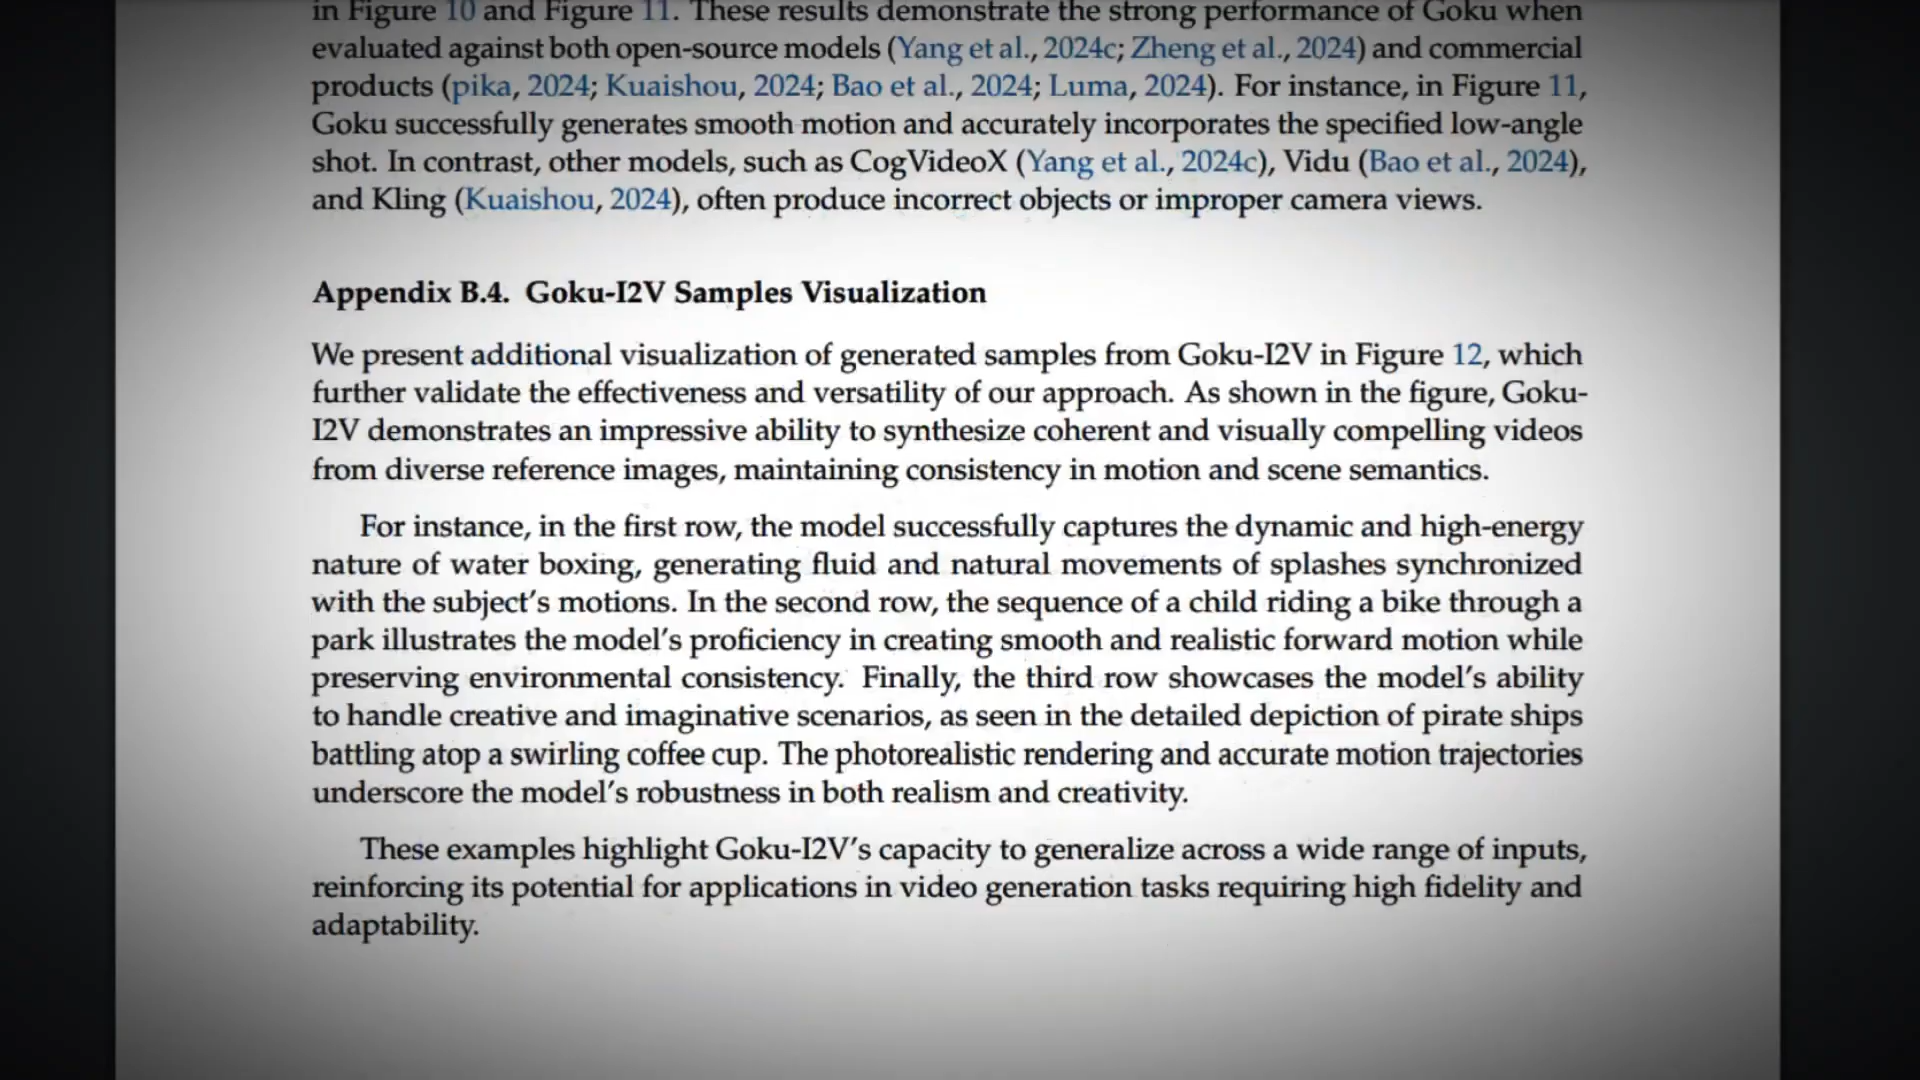 in Figure 10 and Figure 11. These results demonstrate the strong performance of Goku when
evaluated against both open-source models (Yang et al., 2024c; Zheng et al., 2024) and commercial
products (pika, 2024; Kuaishou, 2024; Bao et al., 2024; Luma, 2024). For instance, in Figure 11,
Goku successfully generates smooth motion and accurately incorporates the specified low-angle
shot. In contrast, other models, such as CogVideoX (Yang et al., 2024c), Vidu (Bao et al., 2024),
and Kling (Kuaishou, 2024), often produce incorrect objects or improper camera views.
Appendix B.4. Goku-I2V Samples Visualization
We present additional visualization of generated samples from Goku-I2V in Figure 12, which
further validate the effectiveness and versatility of our approach. As shown in the figure, Goku-
I2V demonstrates an impressive ability to synthesize coherent and visually compelling videos
from diverse reference images, maintaining consistency in motion and scene semantics.
For instance, in the first row, the model successfully captures the dynamic and high-energy
nature of water boxing, generating fluid and natural movements of splashes synchronized
with the subject's motions. In the second row, the sequence of a child riding a bike through a
park illustrates the model's proficiency in creating smooth and realistic forward motion while
preserving environmental consistency. Finally, the third row showcases the model's ability
to handle creative and imaginative scenarios, as seen in the detailed depiction of pirate ships
battling atop a swirling coffee cup. The photorealistic rendering and accurate motion trajectories
underscore the model's robustness in both realism and creativity.
These examples highlight Goku-I2V's capacity to generalize across a wide range of inputs,
reinforcing its potential for applications in video generation tasks requiring high fidelity and
adaptability.